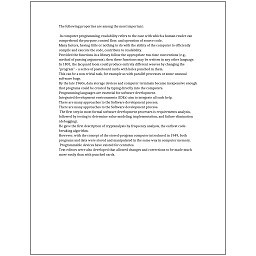 The following properties are among the most important:
In computer programming, readability refers to the ease with which a human reader can
comprehend the purpose, control flow, and operation of source code.
Many factors, having little or nothing to do with the ability of the computer to efficiently
compile and execute the code, contribute to readability.
Provided the functions in a library follow the appropriate run-time conventions (e.g.,
method of passing arguments), then these functions may be written in any other language.
In 1801, the Jacquard loom could produce entirely different weaves by changing the
"program" – a series of pasteboard cards with holes punched in them.
This can be a non-trivial task, for example as with parallel processes or some unusual
software bugs.
By the late 1960s, data storage devices and computer terminals became inexpensive enough
that programs could be created by typing directly into the computers.
Programming languages are essential for software development.
Integrated development environments (IDEs) aim to integrate all such help.
There are many approaches to the Software development process.
There are many approaches to the Software development process.
The first step in most formal software development processes is requirements analysis,
followed by testing to determine value modeling, implementation, and failure elimination
(debugging).
He gave the first description of cryptanalysis by frequency analysis, the earliest code-
breaking algorithm.
However, with the concept of the stored-program computer introduced in 1949, both
programs and data were stored and manipulated in the same way in computer memory.
Programmable devices have existed for centuries.
Text editors were also developed that allowed changes and corrections to be made much
more easily than with punched cards.